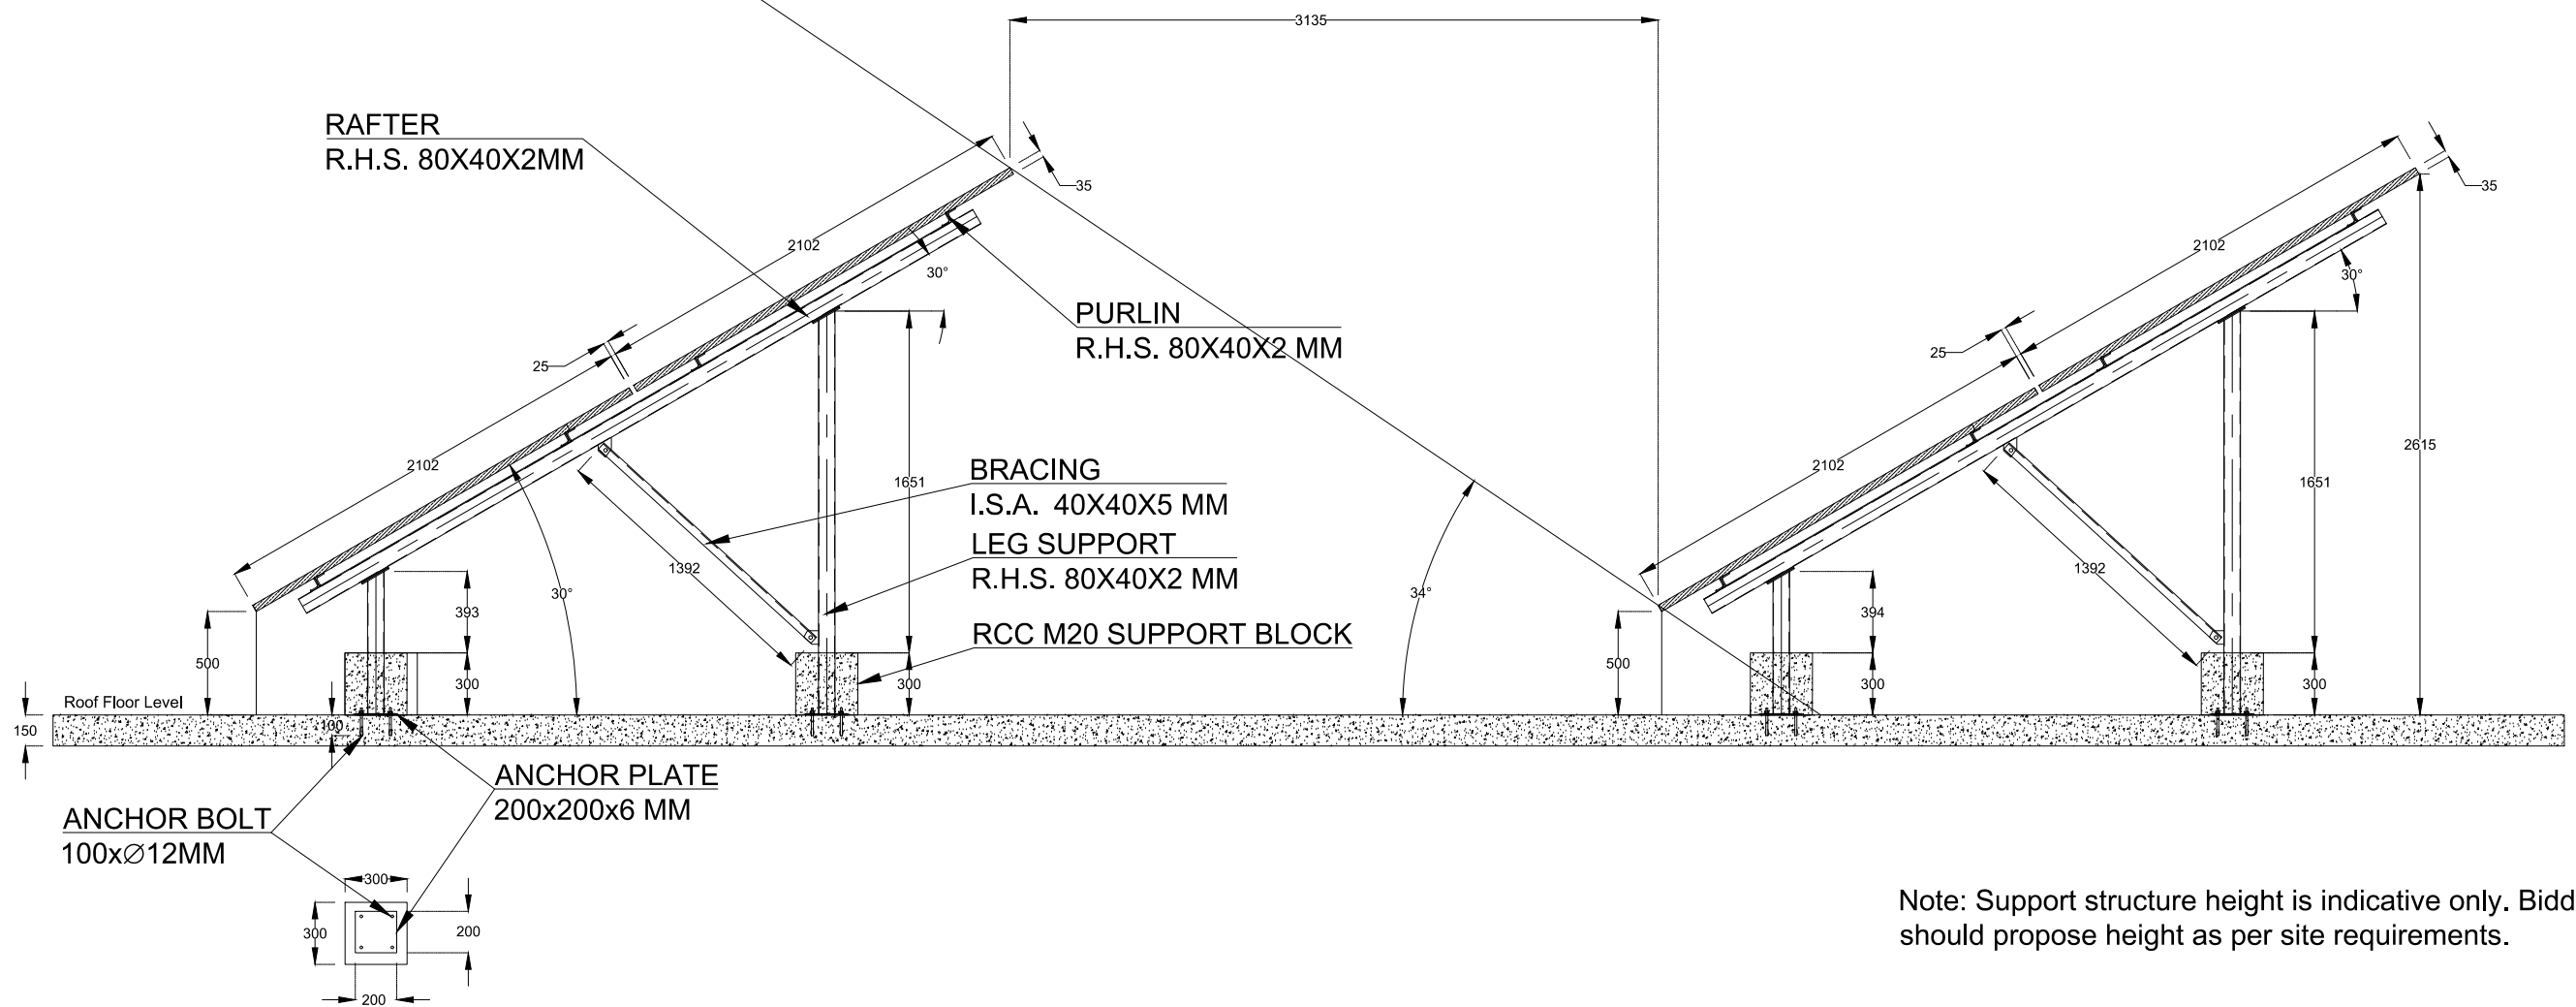 3135
RAFTER
R.H.S. 80X40X2MM
35
35
2102
2102
30°
30°
PURLIN
R.H.S. 80X40X2 MM
25
25
2102
2102
1651
1651
2615
BRACING
I.S.A. 40X40X5 MM
LEG SUPPORT
R.H.S. 80X40X2 MM
1392
1392
30°
34°
393
394
RCC M20 SUPPORT BLOCK
500
500
300
300
300
300
Roof Floor Level
150
100
ANCHOR PLATE
200x200x6 MM
ANCHOR BOLT
100x∅12MM
300
300
200
200
Note: Support structure height is indicative only. Bidd
should propose height as per site requirements.